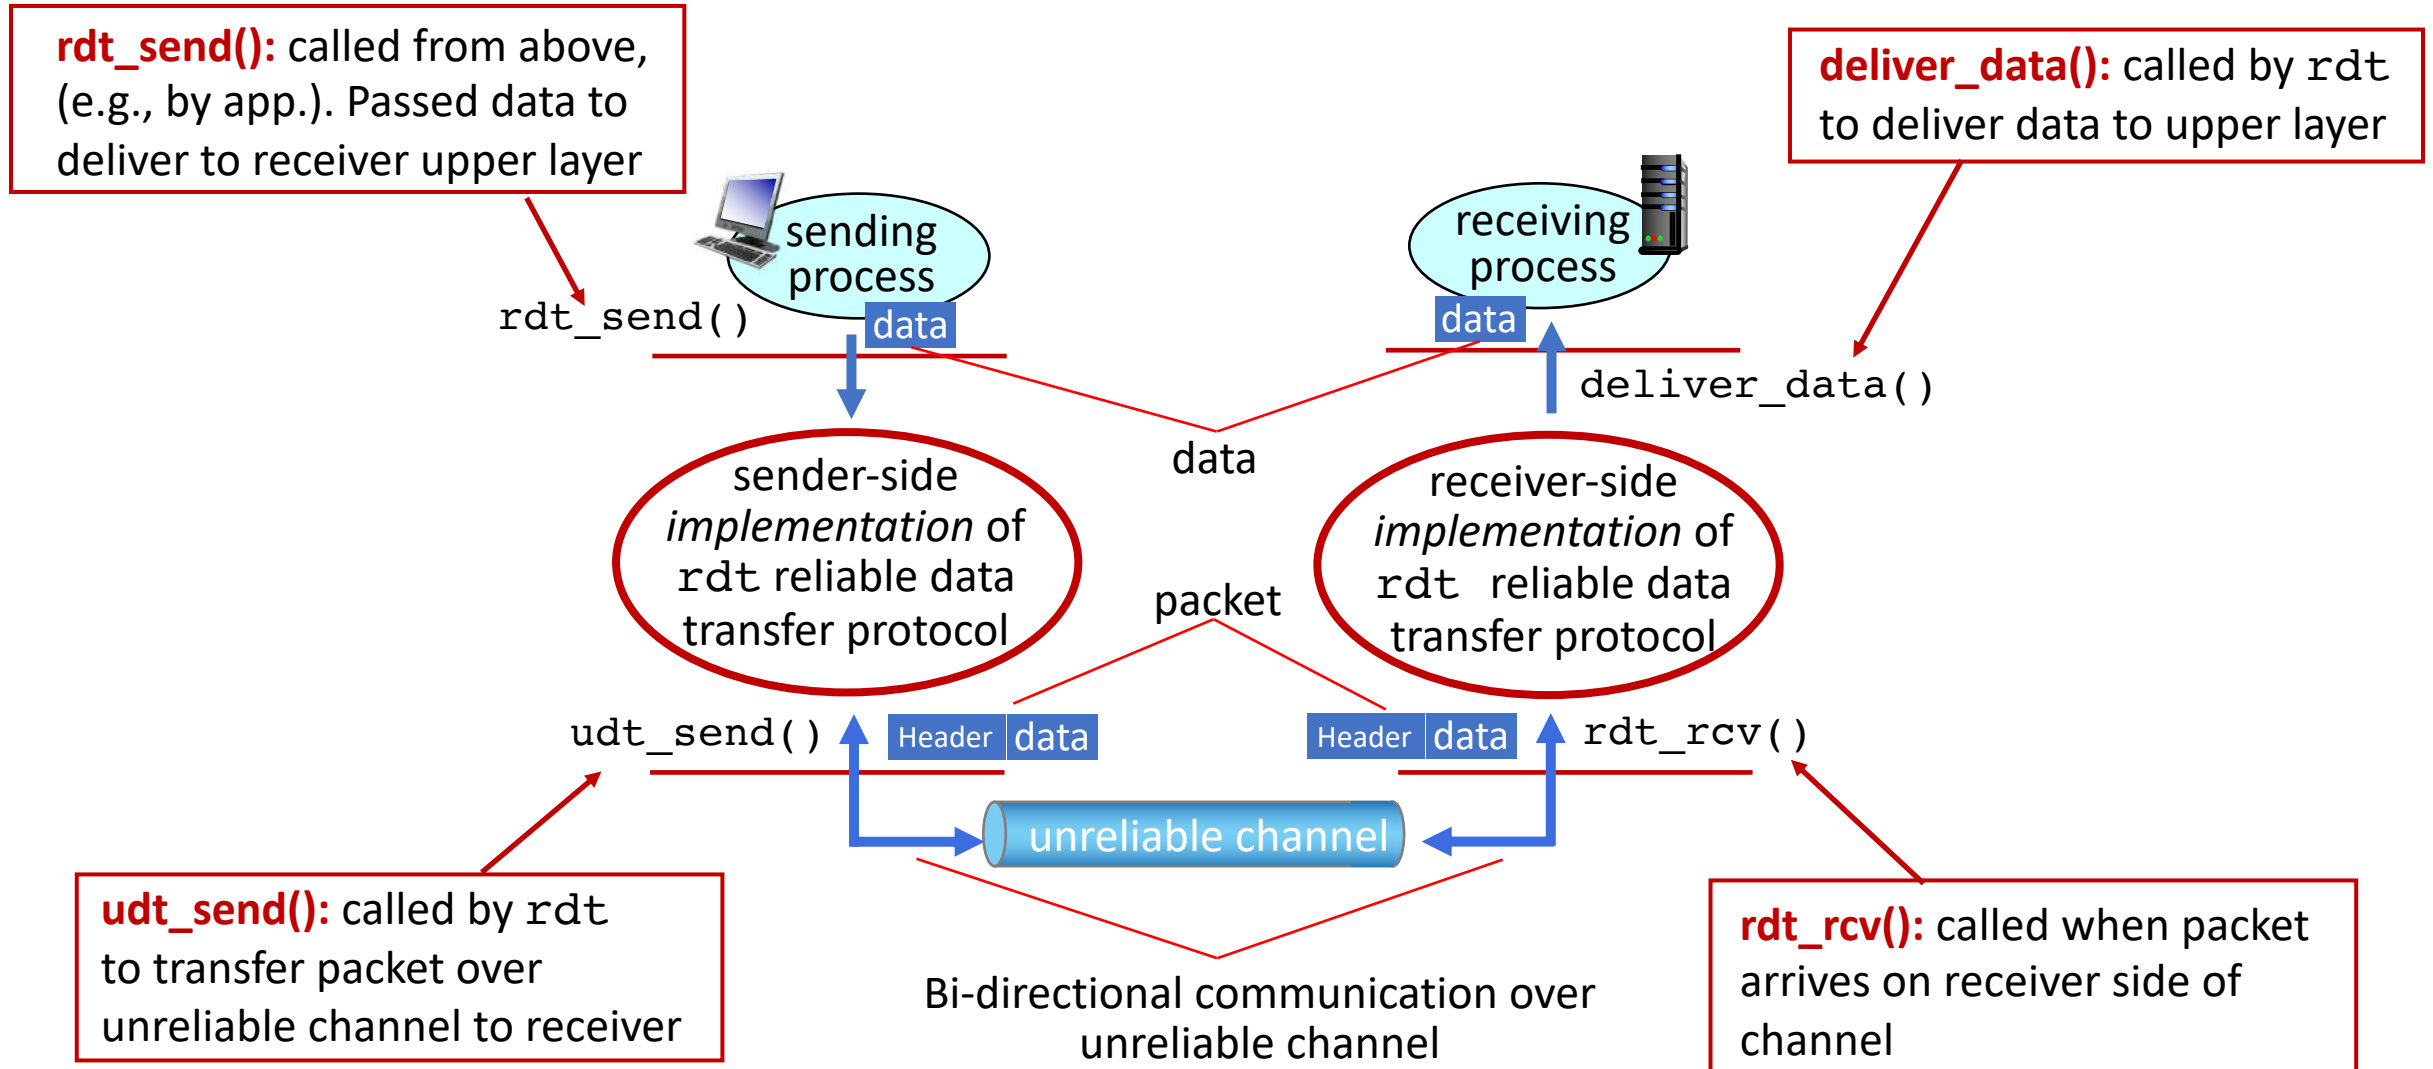 rdt_send(): called from above,
(e.g., by app.). Passed data to
deliver to receiver upper layer
deliver_data(): called by rdt
to deliver data to upper layer
sending
process
receiving
process
rdt_send()
data
data
deliver_data()
data
sender-side
implementation of
rdt reliable data
transfer protocol
receiver-side
implementation of
rdt reliable data
transfer protocol
packet
udt_send()
Header data
Header data
rdt_rcv()
unreliable channel
udt_send(): called by rdt
to transfer packet over
unreliable channel to receiver
Bi-directional communication over
unreliable channel
rdt_rcv(): called when packet
arrives on receiver side of
channel